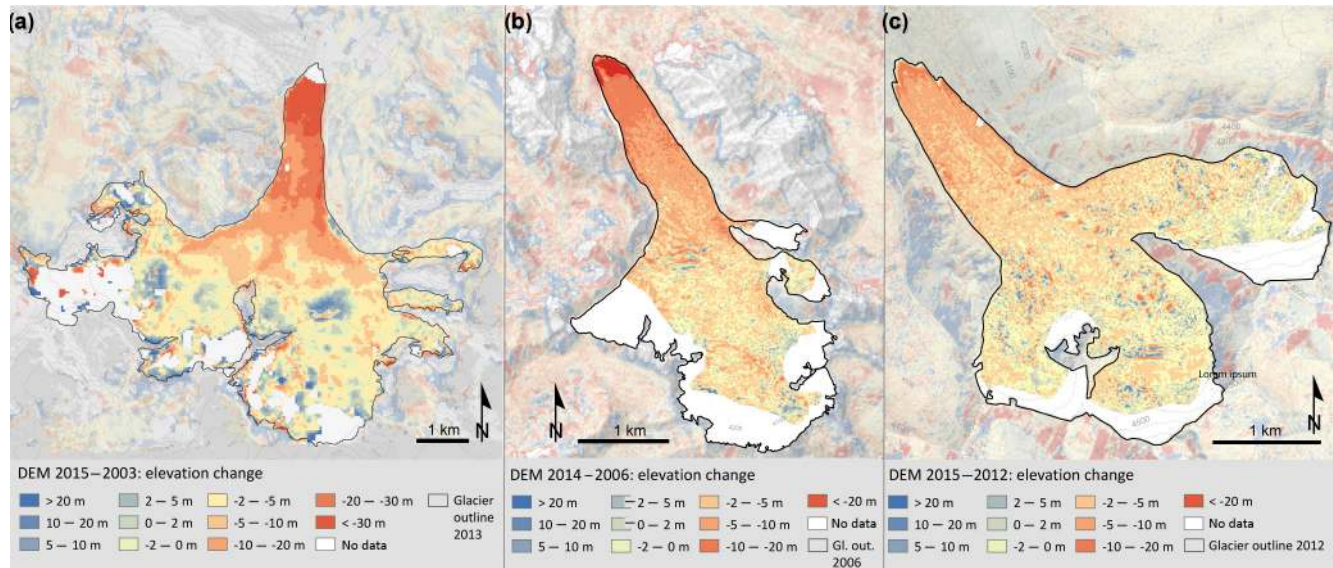 (a)
(b)
(c)
4100
4400
Lorem ipsum
4600
1 km
N
1 km
N
1 km
N
DEM 2015–2003: elevation change
> 20 m
10 – 20 m
5 – 10 m
2 – 5 m
0 – 2 m
-2 – 0 m
-2 – -5 m
-5 – -10 m
-10 – -20 m
-20 – -30 m
< -30 m
No data
Glacier
outline
2013
DEM 2014–2006: elevation change
> 20 m
10 – 20 m
5 – 10 m
2 – 5 m
0 – 2 m
-2 – 0 m
-2 – -5 m
-5 – -10 m
-10 – -20 m
< -20 m
No data
Gl. out.
2006
DEM 2015–2012: elevation change
> 20 m
10 – 20 m
5 – 10 m
2 – 5 m
0 – 2 m
-2 – 0 m
-2 – -5 m
-5 – -10 m
-10 – -20 m
< -20 m
No data
Glacier outline 2012